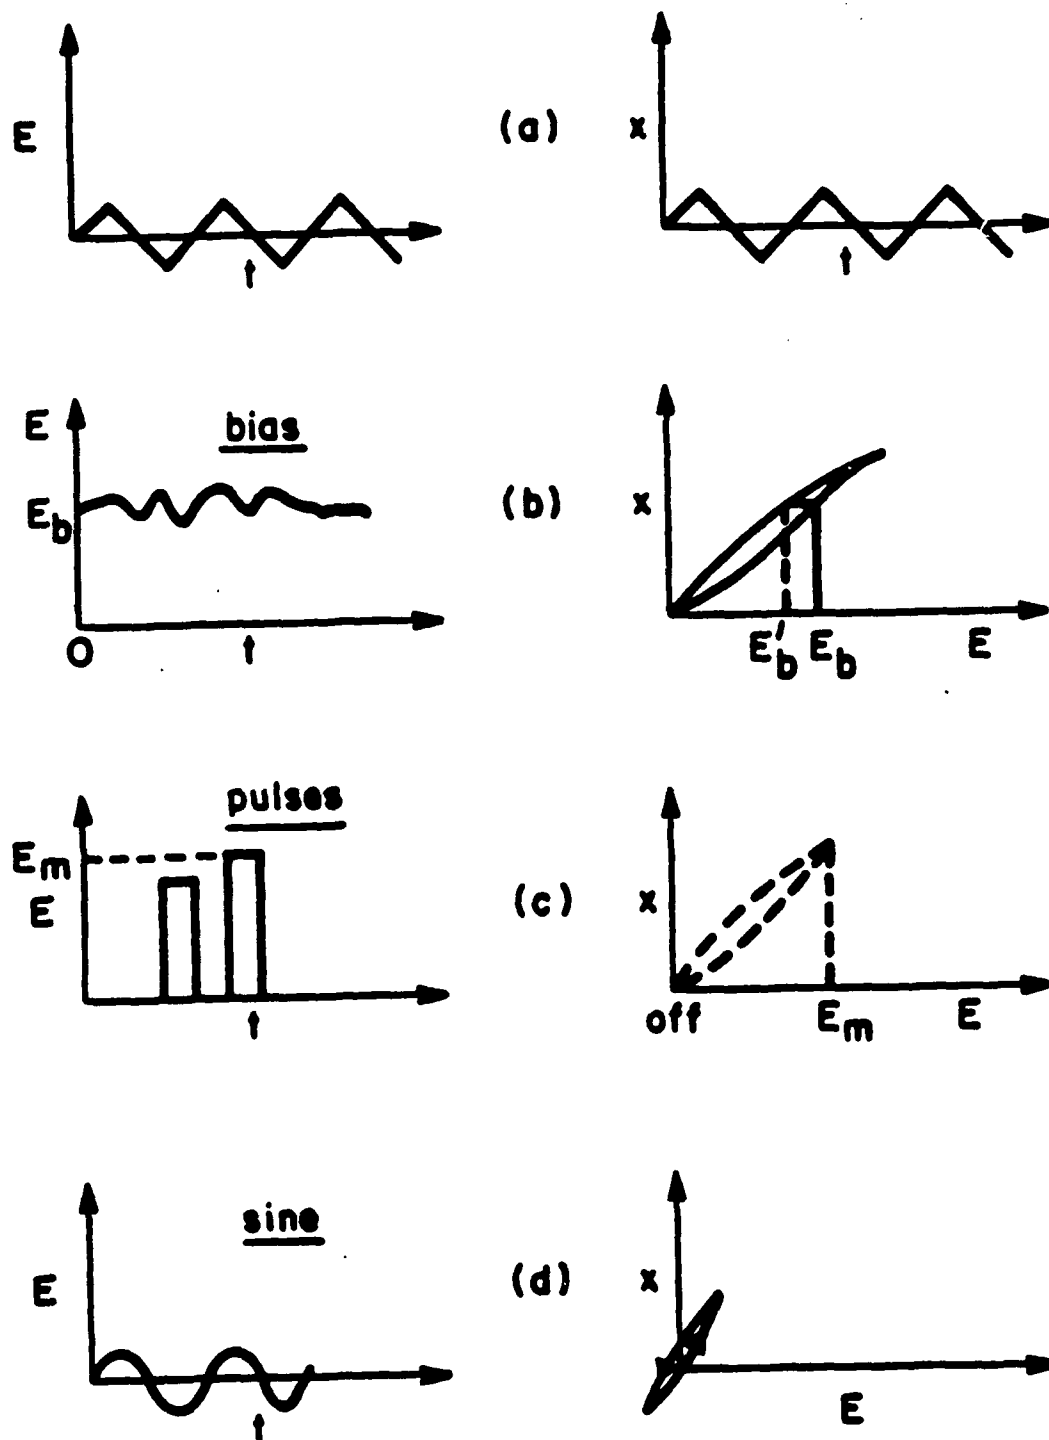 E (a) x
t t
E bias
E_b (b) x
O t E'_b E_b E
pulses
E_m
E (c) x
t off E_m E
sine
E (d) x
t E